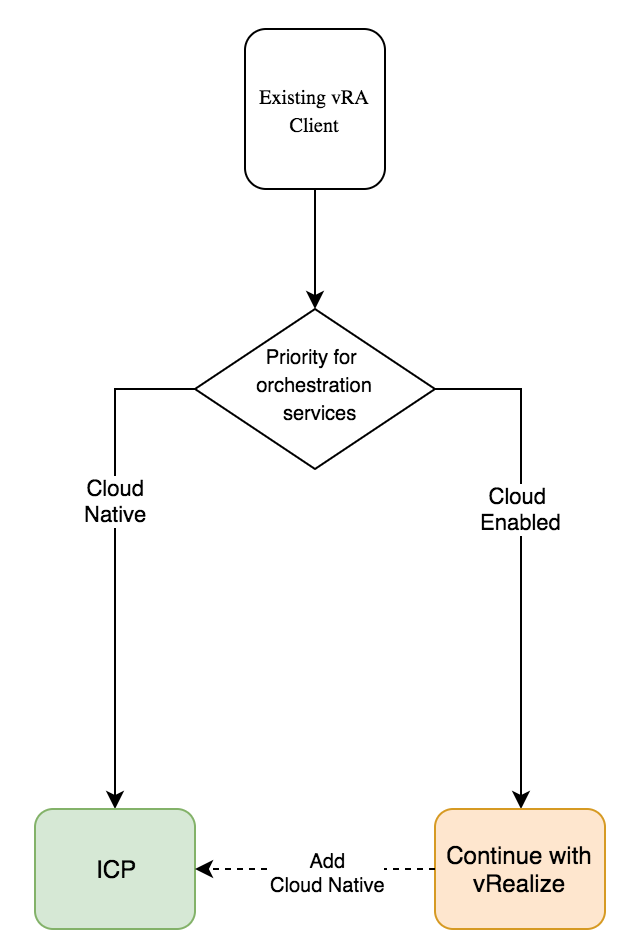 Existing vRA
Client
Priority for
orchestration
services
Cloud
Native
Cloud
Enabled
ICP
Add
Cloud Native
Continue with
vRealize